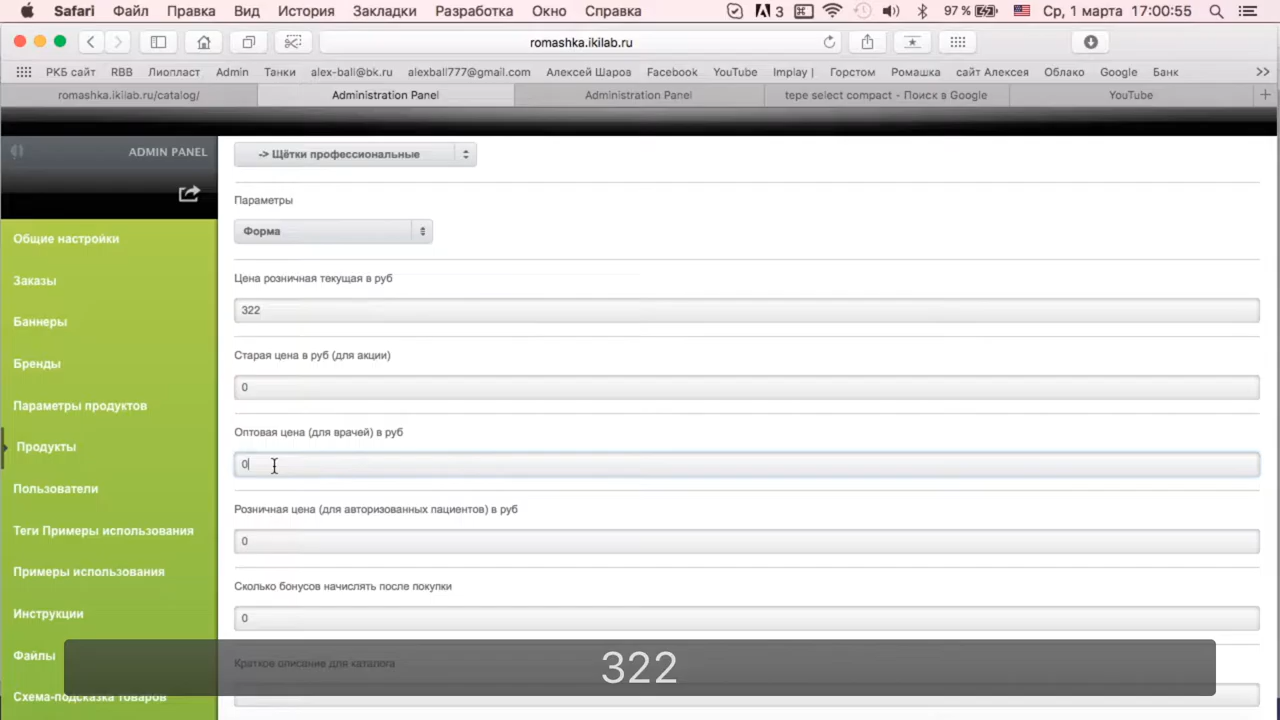 Safari Файл Правка Вид История Закладки Разработка Окно Справка 3 97 % Ср, 1 марта 17:00:55
romashka.ikilab.ru
РКБ сайт RBB Лиопласт Admin Танки alex-bali@bk.ru alexball777@gmail.com Алексей Шаров Facebook YouTube Implay | Горстом Ромашка сайт Алексея Облако Google Банк >>
romashka.ikilab.ru/catalog/ Administration Panel Administration Panel tepe select compact - Поиск в Google YouTube +
ADMIN PANEL
Общие настройки
Заказы
Баннеры
Бренды
Параметры продуктов
Продукты
Пользователи
Теги Примеры использования
Примеры использования
Инструкции
Файлы
Схема-подсказка товаров
-> Щётки профессиональные
Параметры
Форма
Цена розничная текущая в руб
322
Старая цена в руб (для акции)
0
Оптовая цена (для врачей) в руб
0
Розничная цена (для авторизованных пациентов) в руб
0
Сколько бонусов начислять после покупки
0
Краткое описание для каталога
322